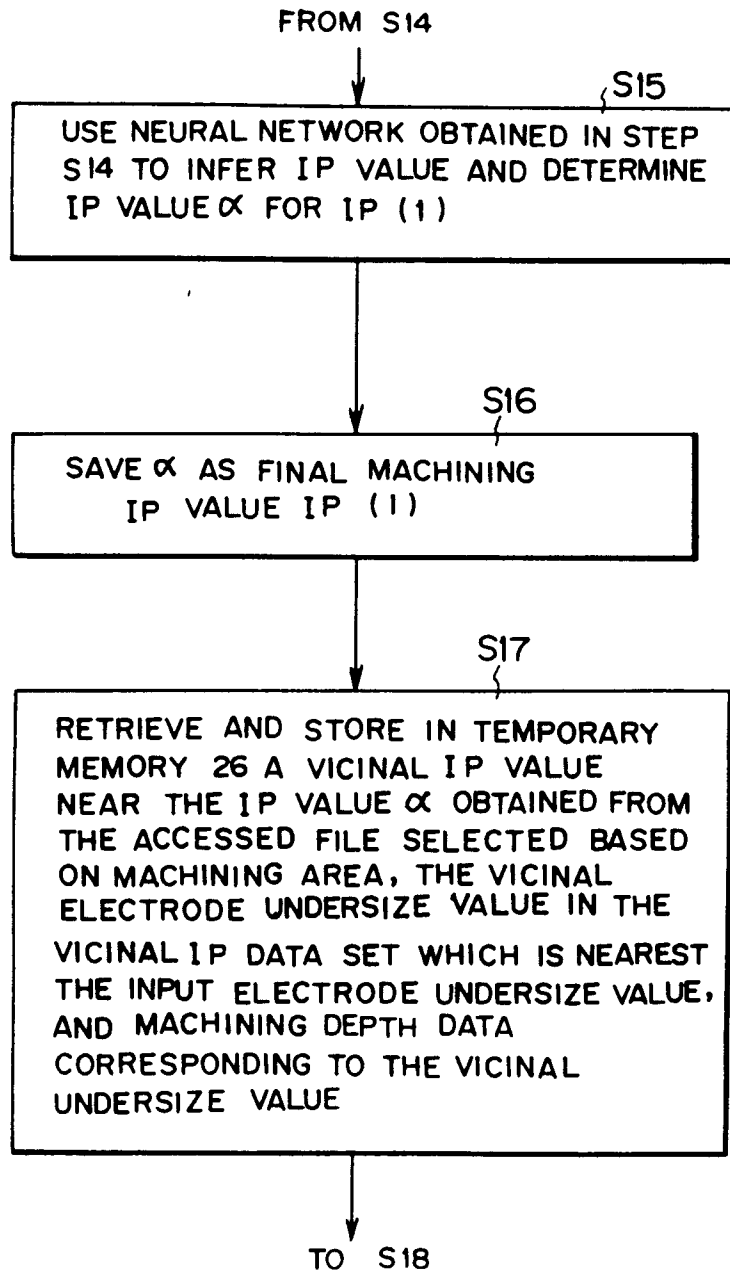 FROM S14
S15
USE NEURAL NETWORK OBTAINED IN STEP
S14 TO INFER IP VALUE AND DETERMINE
IP VALUE α FOR IP (1)
S16
SAVE α AS FINAL MACHINING
IP VALUE IP (1)
S17
RETRIEVE AND STORE IN TEMPORARY
MEMORY 26 A VICINAL IP VALUE
NEAR THE IP VALUE α OBTAINED FROM
THE ACCESSED FILE SELECTED BASED
ON MACHINING AREA, THE VICINAL
ELECTRODE UNDERSIZE VALUE IN THE
VICINAL IP DATA SET WHICH IS NEAREST
THE INPUT ELECTRODE UNDERSIZE VALUE,
AND MACHINING DEPTH DATA
CORRESPONDING TO THE VICINAL
UNDERSIZE VALUE
TO S18